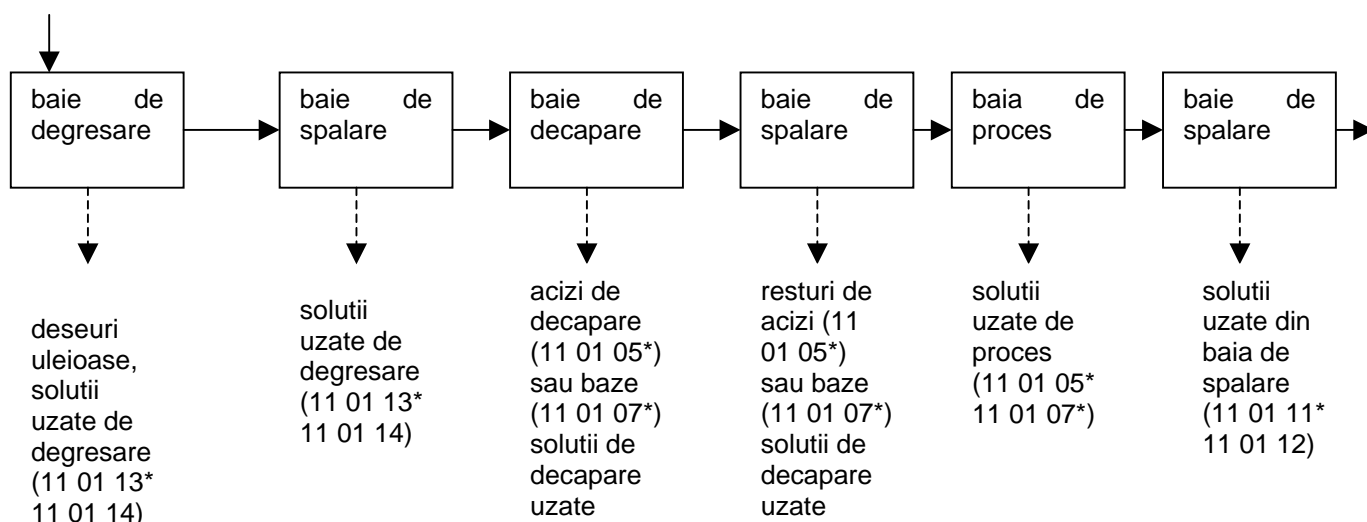 baie de
degresare
baie de
spalare
baie de
decapare
baie de
spalare
baia de
proces
baie de
spalare
deseuri
uleioase,
solutii
uzate de
degresare
(11 01 13*
11 01 14)
solutii
uzate de
degresare
(11 01 13*
11 01 14)
acizi de
decapare
(11 01 05*)
sau baze
(11 01 07*)
solutii de
decapare
uzate
resturi de
acizi (11
01 05*)
sau baze
(11 01 07*)
solutii de
decapare
uzate
solutii
uzate de
proces
(11 01 05*
11 01 07*)
solutii
uzate din
baia de
spalare
(11 01 11*
11 01 12)